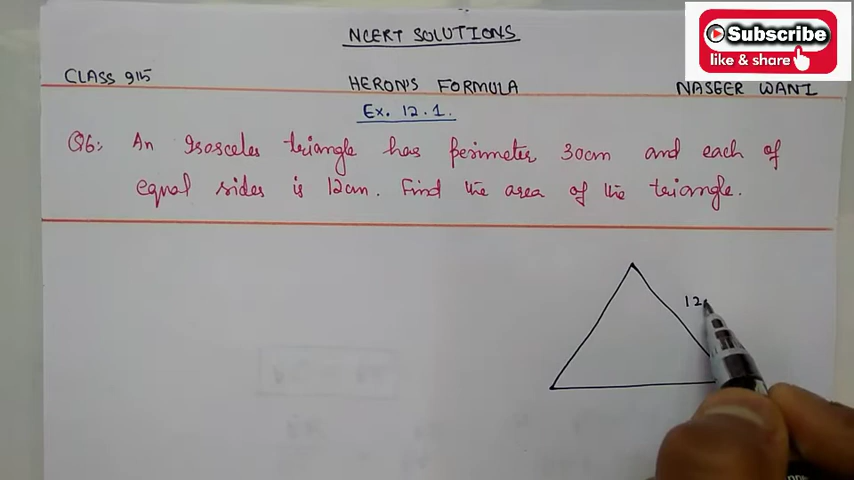 NCERT SOLUTIONS
Subscribe
like & share
CLASS 9th
HERON'S FORMULA
NASEER WANI
Ex. 12.1.
Q6: An Isosceles triangle has perimeter 30cm and each of
equal sides is 12cm. Find the area of the triangle.
12